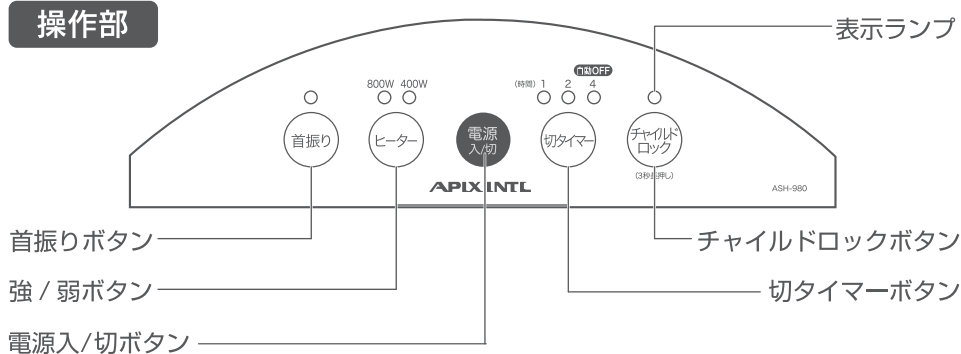 操作部
表示ランプ
800W 400W
(時間) 1 2 4
自動OFF
首振り
ヒーター
電源
入/切
切タイマー
チャイルド
ロック
(3秒長押し)
APIX INTL
ASH-980
首振りボタン
チャイルドロックボタン
強 / 弱ボタン
切タイマーボタン
電源入/切ボタン